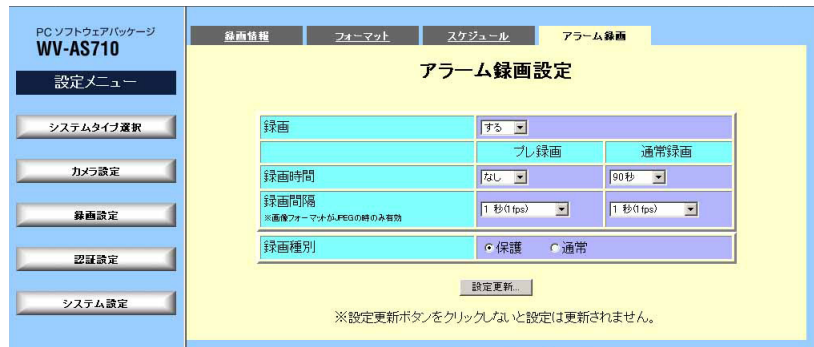 PC ソフトウェアパッケージ
WV-AS710
設定メニュー
システムタイプ選択
カメラ設定
録画設定
認証設定
システム設定
録画情報 フォーマット スケジュール アラーム録画
アラーム録画設定
録画 する
プレ録画 通常録画
録画時間 なし 90秒
録画間隔 1 秒(1 fps) 1 秒(1 fps)
※画像フォーマットがJPEGの時のみ有効
録画種別 保護 通常
設定更新...
※設定更新ボタンをクリックしないと設定は更新されません。